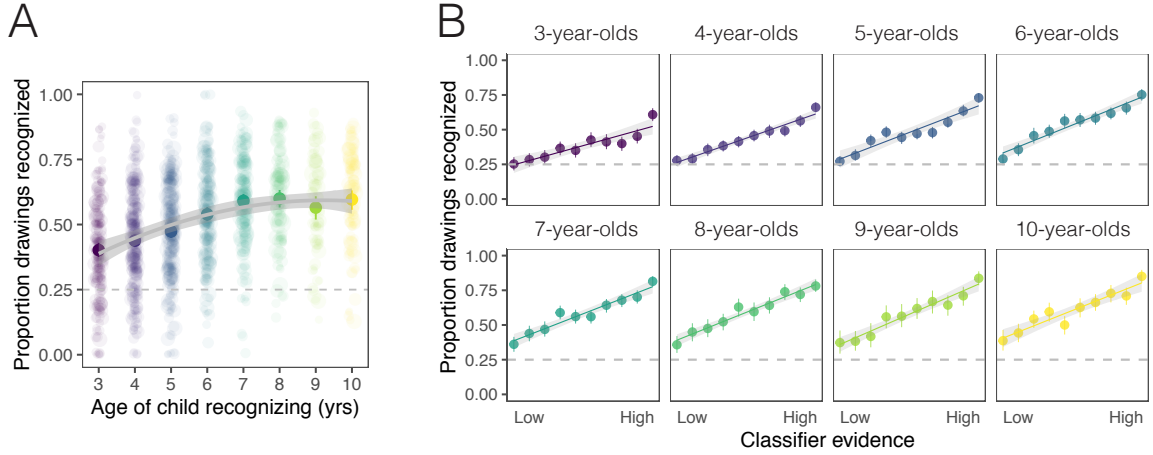 A
Proportion drawings recognized
1.00
0.75
0.50
0.25
0.00
3 4 5 6 7 8 9 10
Age of child recognizing (yrs)
B
Proportion drawings recognized
3-year-olds 4-year-olds 5-year-olds 6-year-olds
1.00
0.75
0.50
0.25
0.00
7-year-olds 8-year-olds 9-year-olds 10-year-olds
1.00
0.75
0.50
0.25
0.00
Low High Low High Low High Low High
Classifier evidence